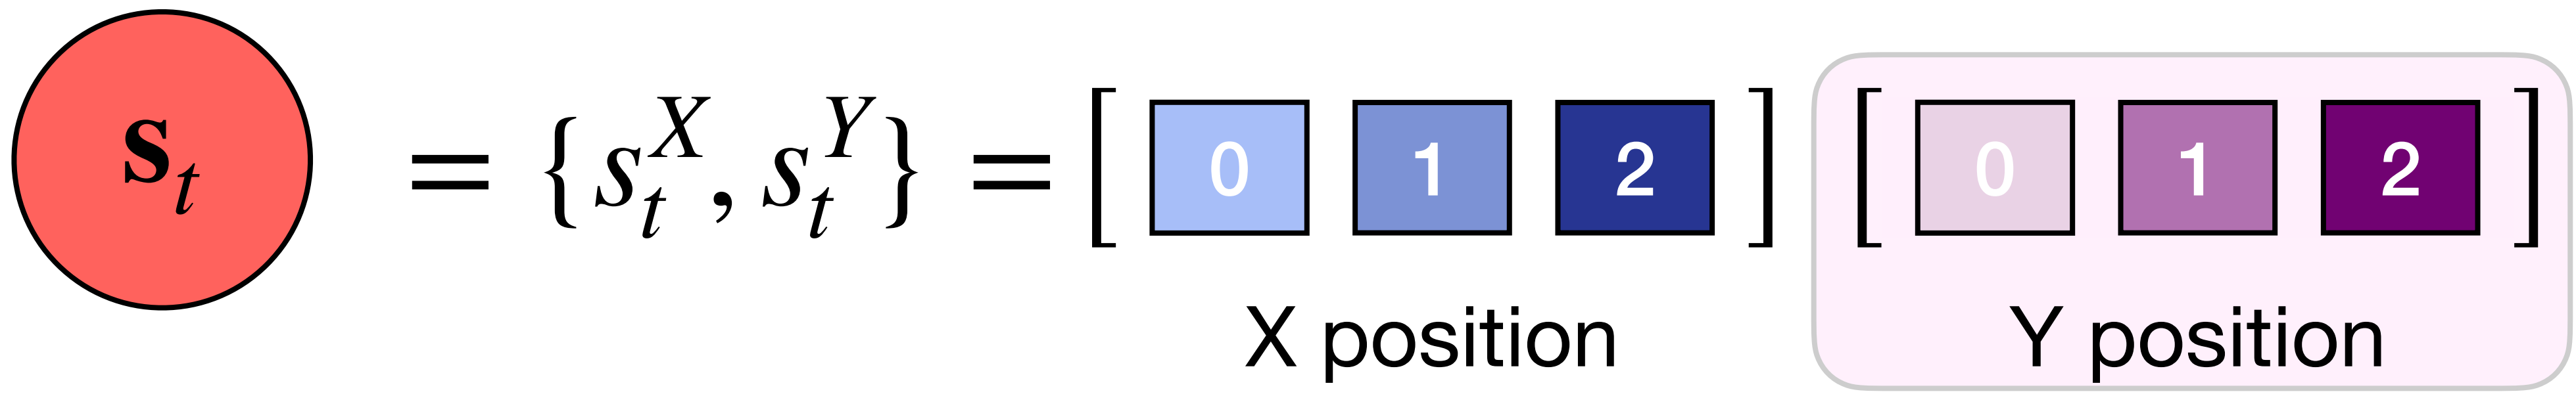 s_t = {s_t^X, s_t^Y} = [ 0 1 2 ] [ 0 1 2 ]
X position Y position